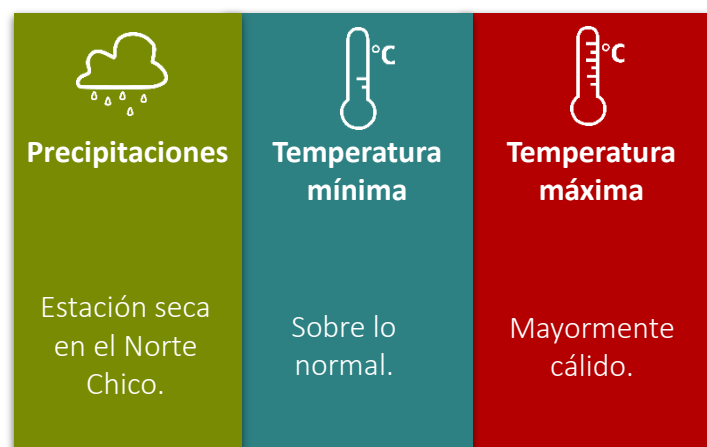 Precipitaciones
Estación seca
en el Norte
Chico.
°C
Temperatura
mínima
Sobre lo
normal.
°C
Temperatura
máxima
Mayormente
cálido.